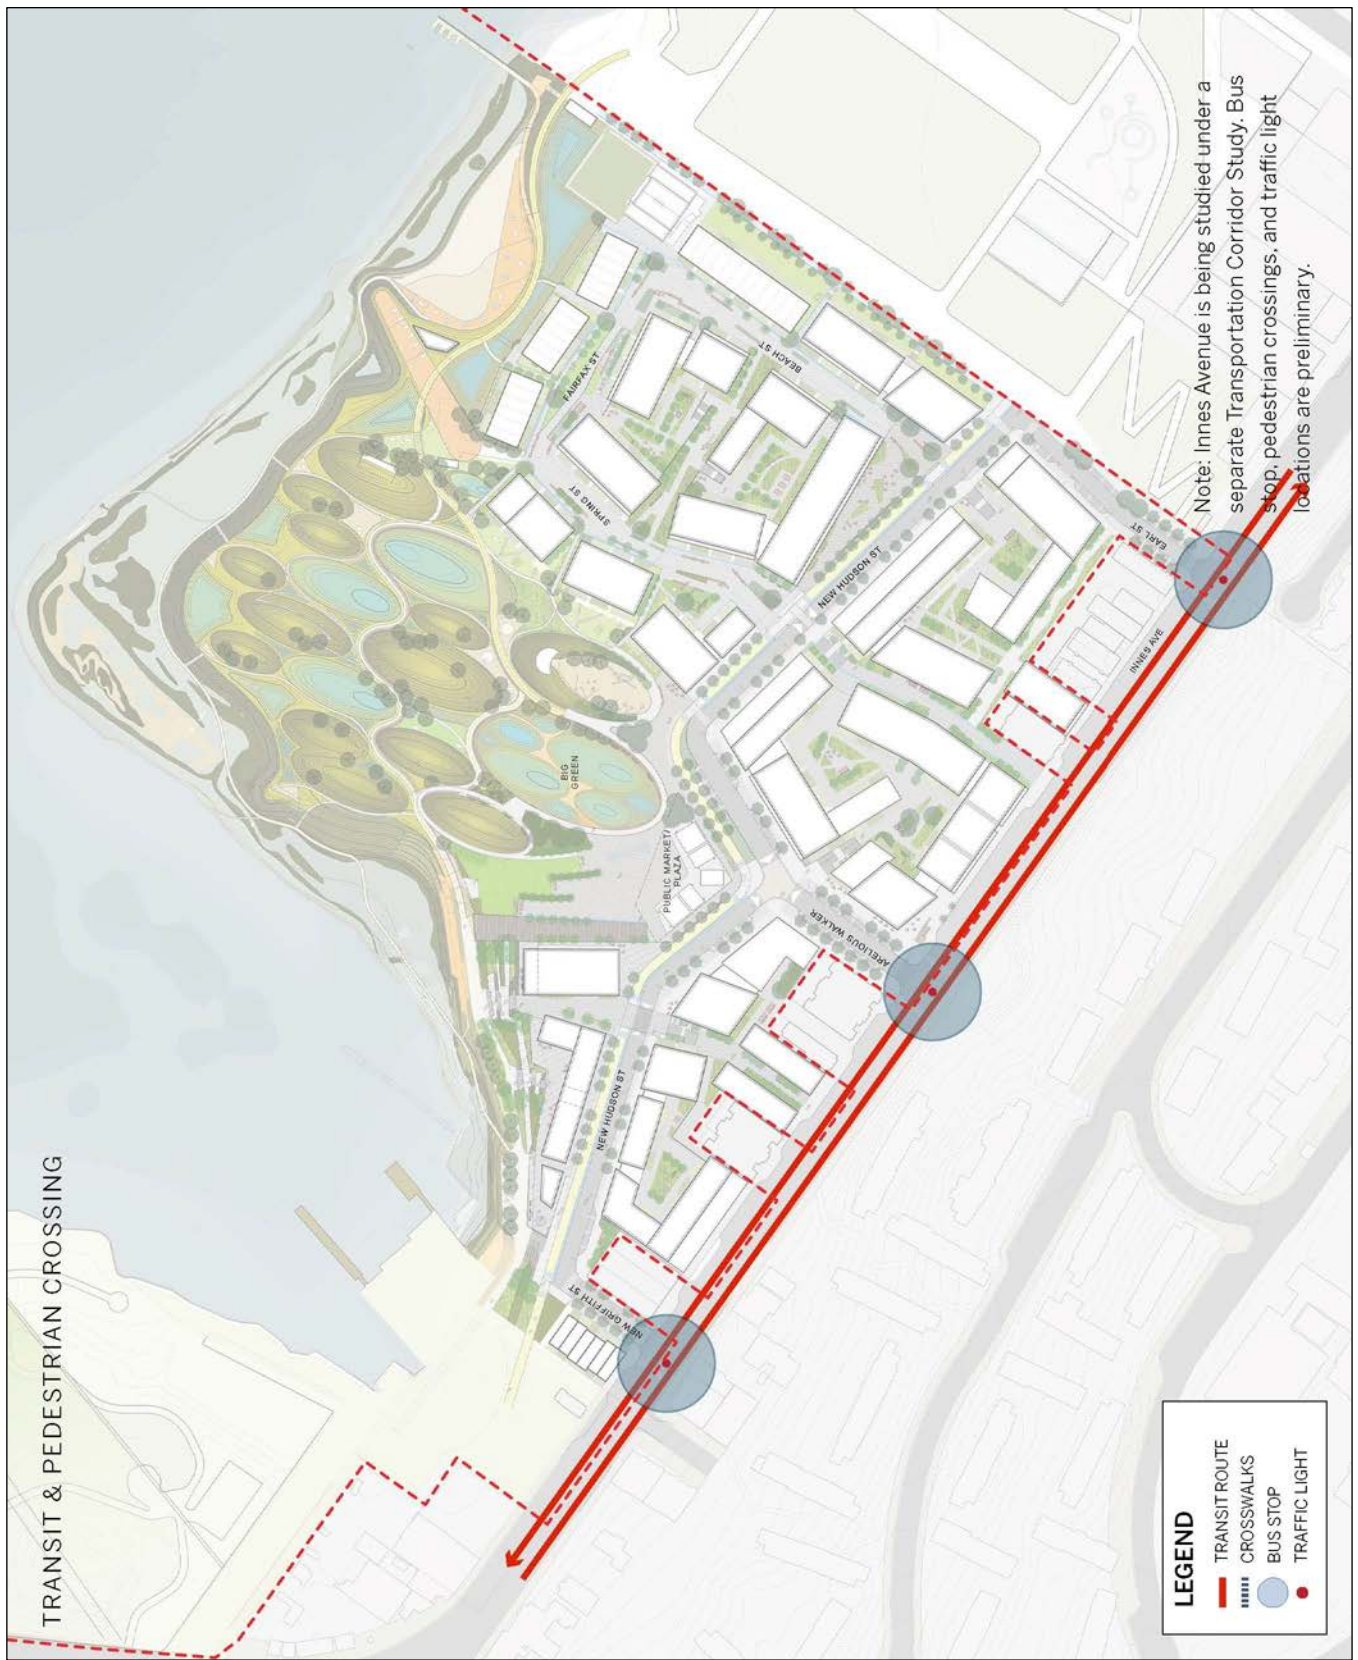 TRANSIT & PEDESTRIAN CROSSING
BIG
GREEN
PUBLIC MARKET/
PLAZA
FAIRFAX ST
SPRING ST
BEACH ST
NEW HUDSON ST
NEW HUDSON ST
ARELIOUS WALKER
NEW GRIFFITH ST
EARL ST
INNES AVE
Note: Innes Avenue is being studied under a
separate Transportation Corridor Study. Bus
stop, pedestrian crossings, and traffic light
locations are preliminary.
LEGEND
TRANSIT ROUTE
CROSSWALKS
BUS STOP
TRAFFIC LIGHT